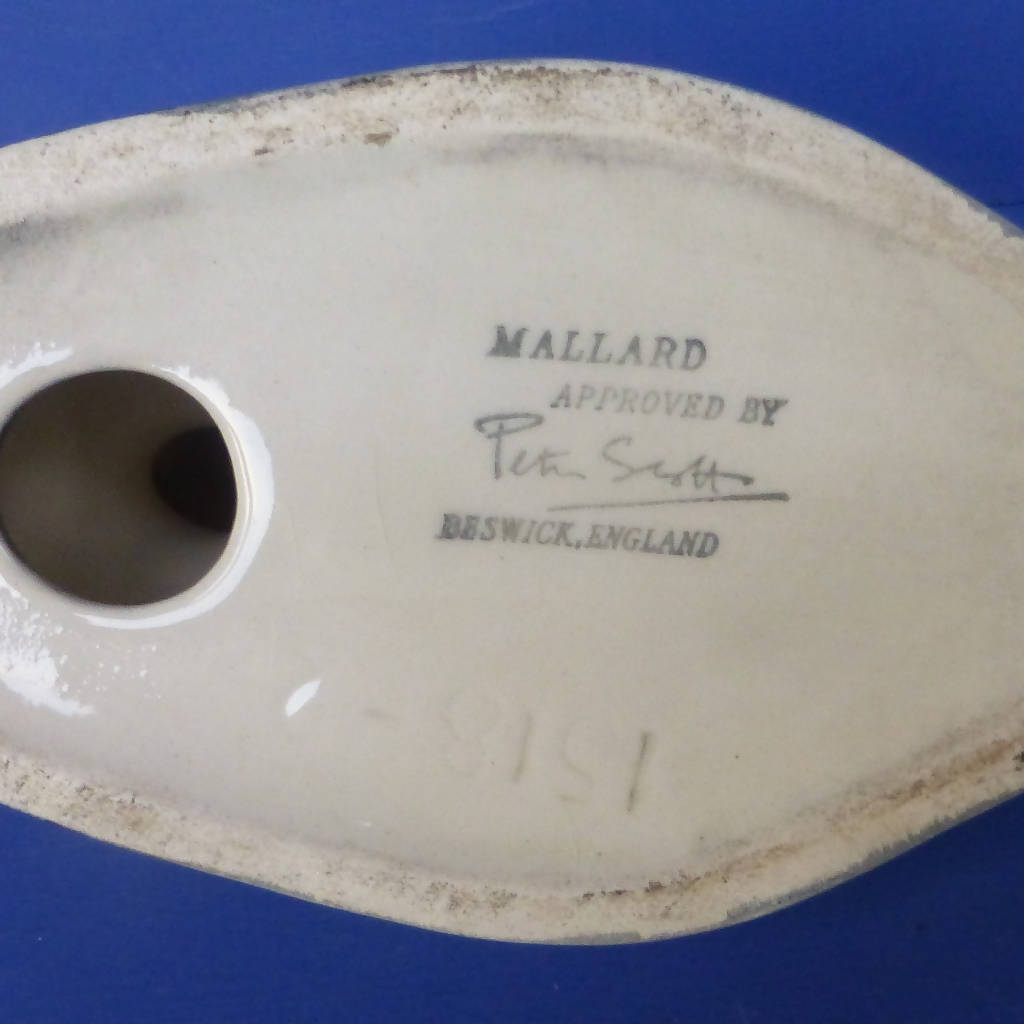 MALLARD
APPROVED BY
Peter Scott
BESWICK, ENGLAND
1518 -